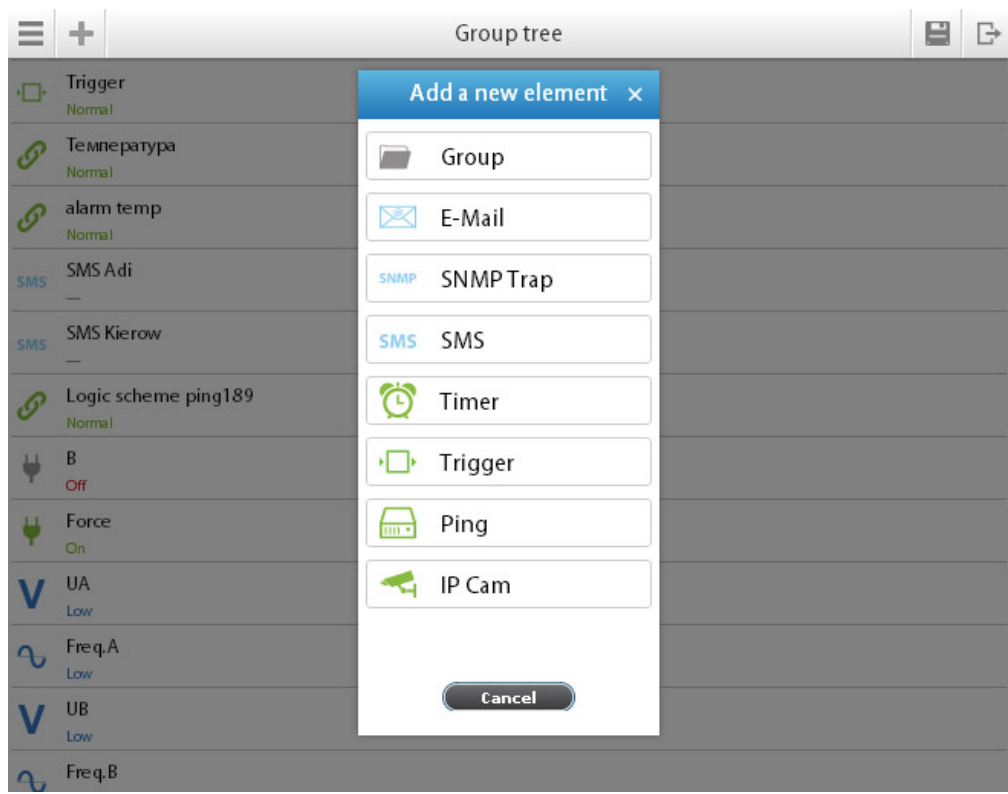 Group tree
Trigger
Normal
Температура
Normal
alarm temp
Normal
SMS
SMS Adi
—
SMS
SMS Kierow
—
Logic scheme ping189
Normal
B
Off
Force
On
V
UA
Low
Freq.A
Low
V
UB
Low
Freq.B
Add a new element ×
Group
@ E-Mail
SNMP SNMP Trap
SMS SMS
Timer
Trigger
Ping
IP Cam
Cancel